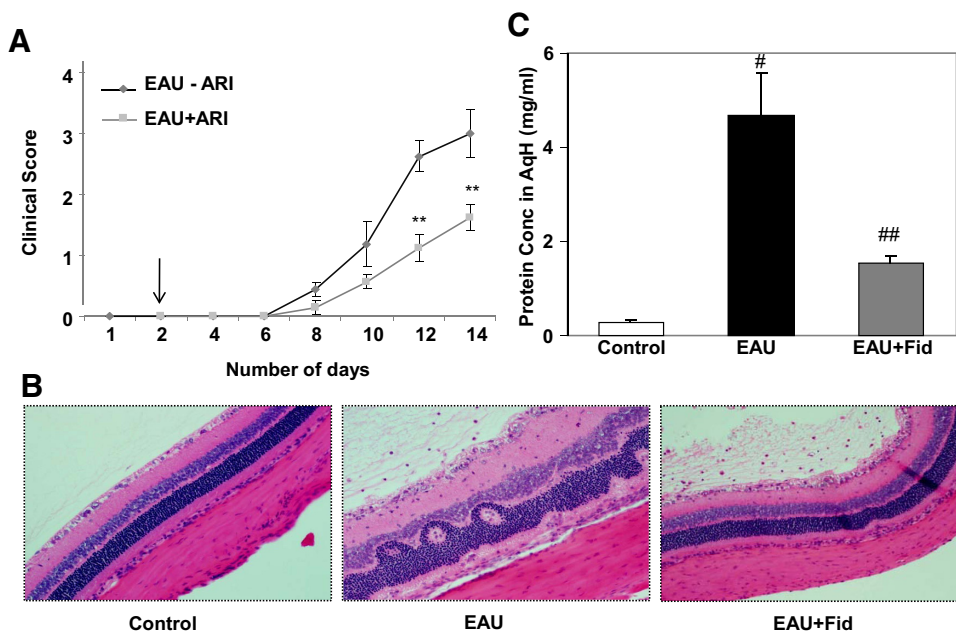 A
Clinical Score
4
3
2
1
0
EAU - ARI
EAU+ARI
**
**
1 2 4 6 8 10 12 14
Number of days
C
Protein Conc in AqH (mg/ml)
6
4
2
0
#
##
Control EAU EAU+Fid
B
Control EAU EAU+Fid